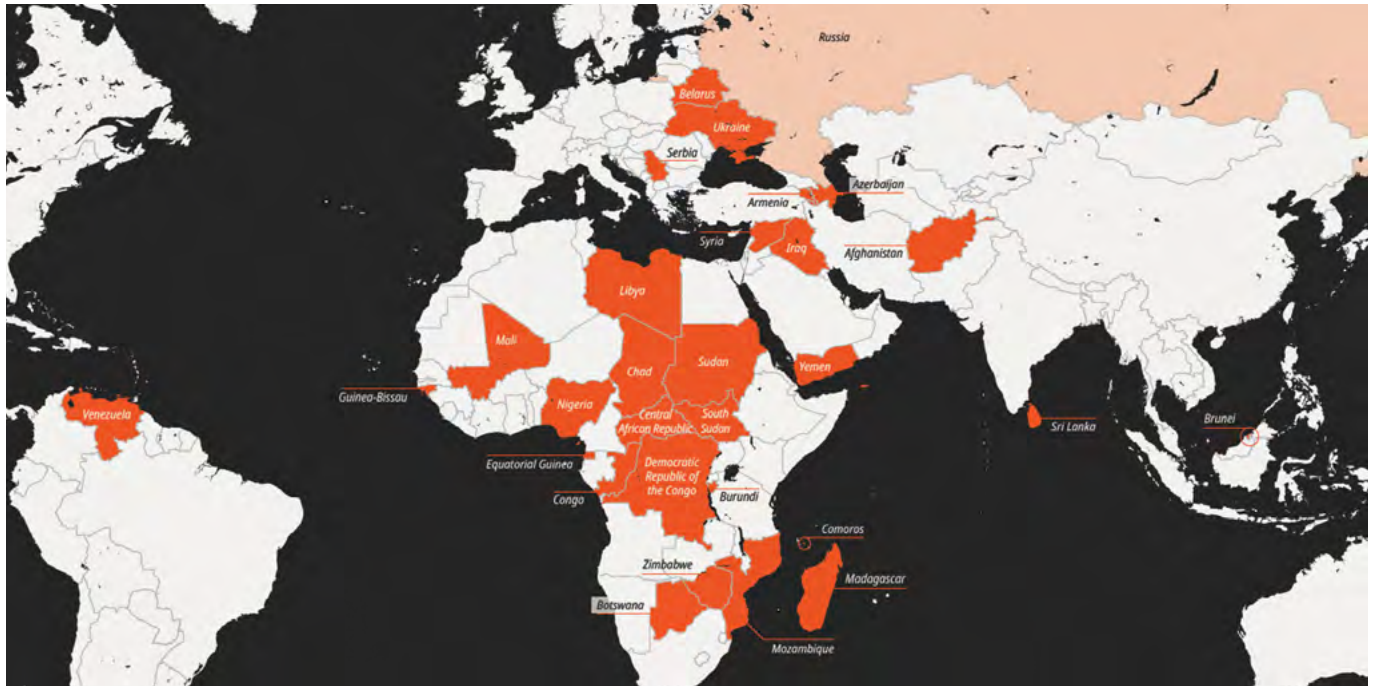 Russia
Belarus
Ukraine
Serbia
Azerbaijan
Armenia
Syria
Iraq
Afghanistan
Libya
Mali
Chad
Sudan
Yemen
Guinea-Bissau
Nigeria
Venezuela
Central
African Republic
South
Sudan
Sri Lanka
Brunei
Equatorial Guinea
Democratic
Republic of
the Congo
Congo
Burundi
Comoros
Zimbabwe
Madagascar
Botswana
Mozambique